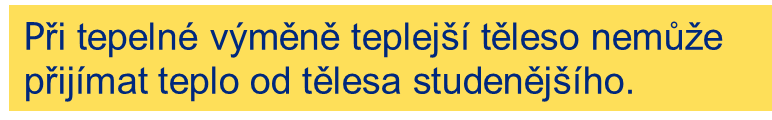 Při tepelné výměně teplejší těleso nemůže
přijímat teplo od tělesa studenějšího.